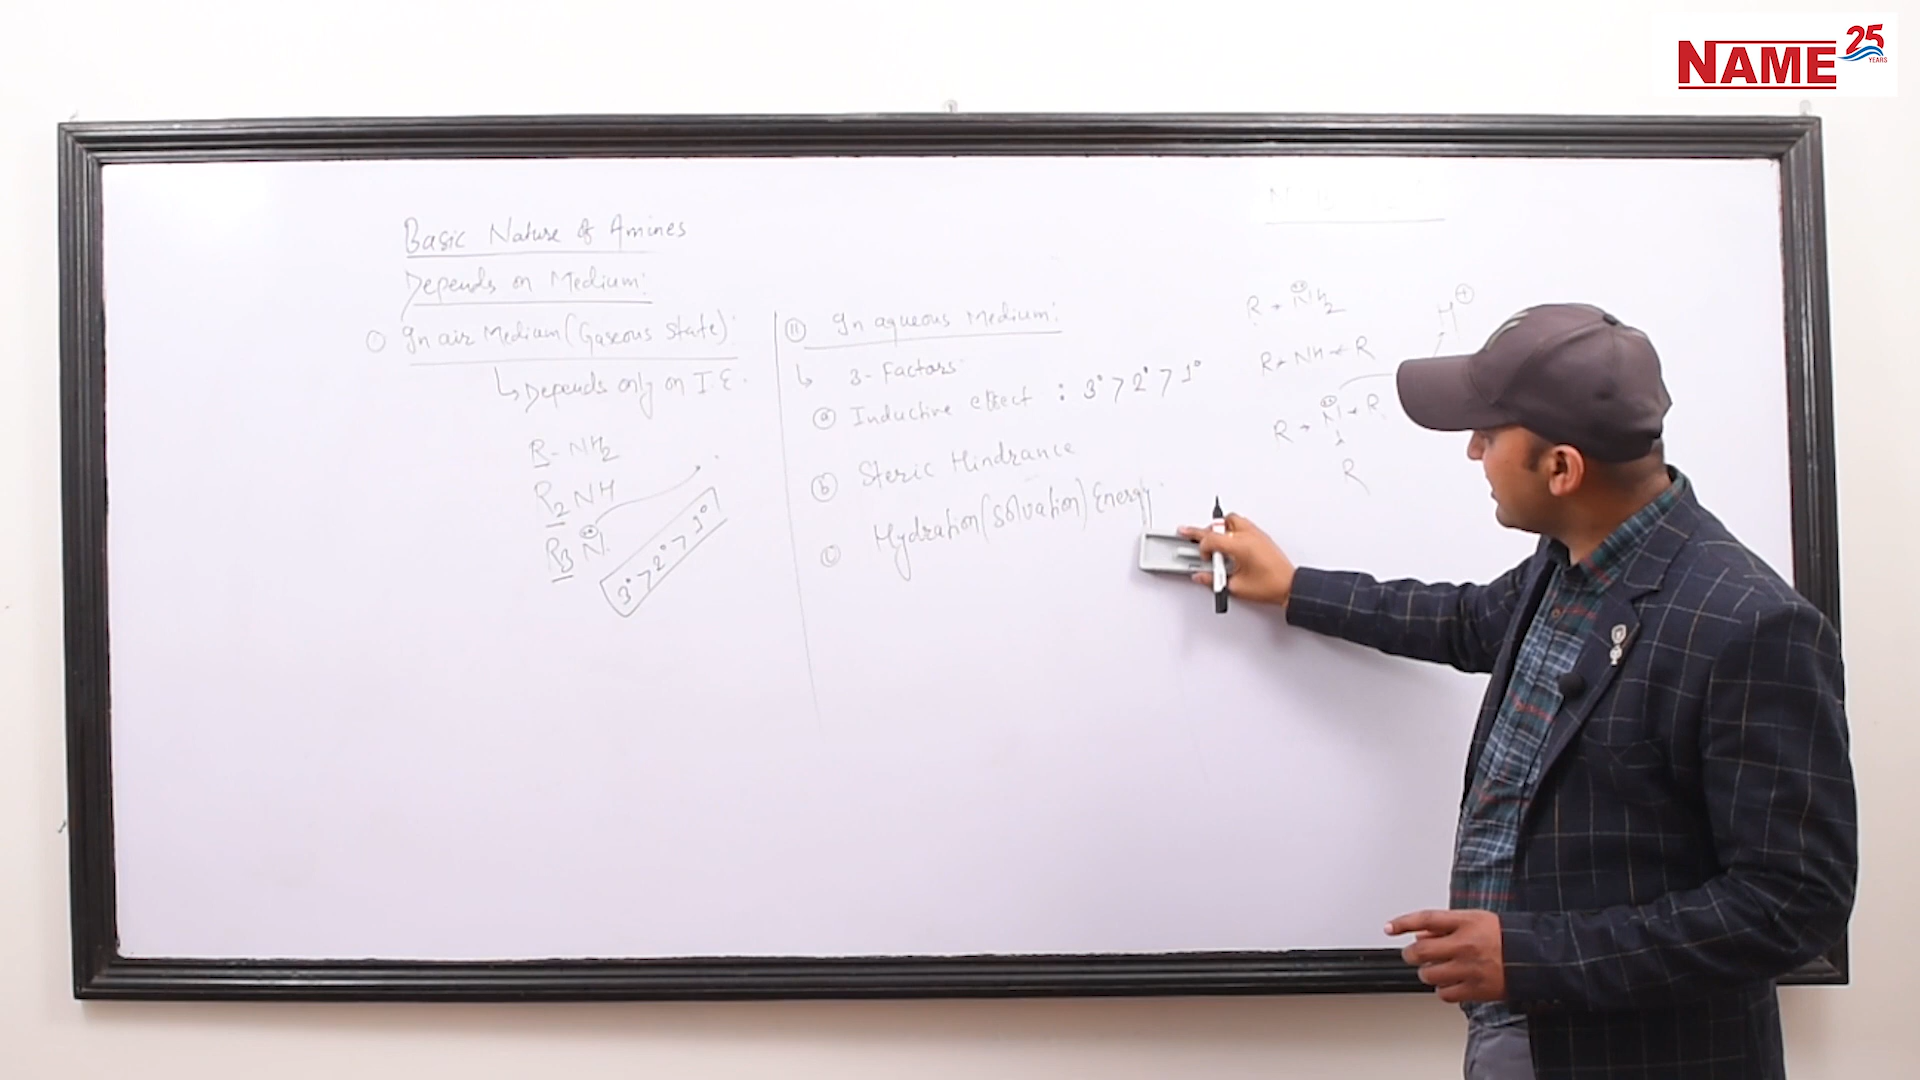 NAME 25
YEARS
Basic Nature of Amines
Depends on Medium:
① In air Medium (Gaseous State):
↳ Depends only on I.E.
R-NH2
R2NH
R3N̈
3° > 2° > 1°
⑪ In aqueous Medium:
↳ 3-Factors
ⓐ Inductive effect : 3° > 2° > 1°
ⓑ Steric Hindrance
ⓒ Hydration (Solvation) Energy
R → N̈H2
H⊕
R → NH ← R
R → N̈ ← R
R